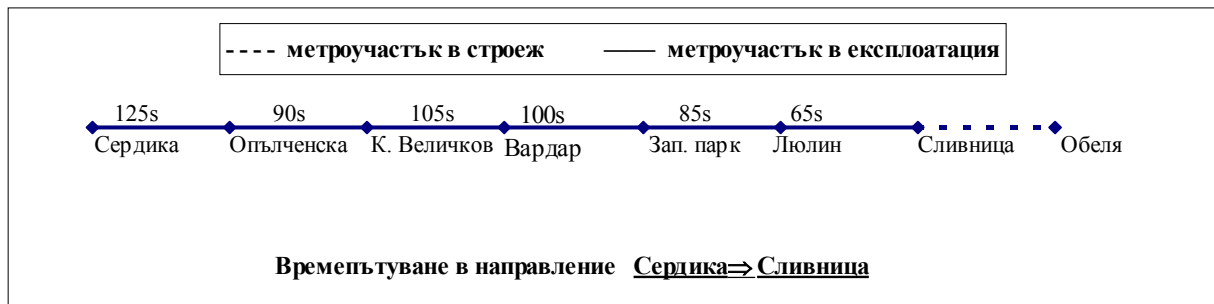 метроучастък в строеж метроучастък в експлоатация
125s 90s 105s 100s 85s 65s
Сердика Опълченска К. Величков Вардар Зап. парк Люлин Сливница Обеля
Времепътуване в направление Сердика⇒Сливница